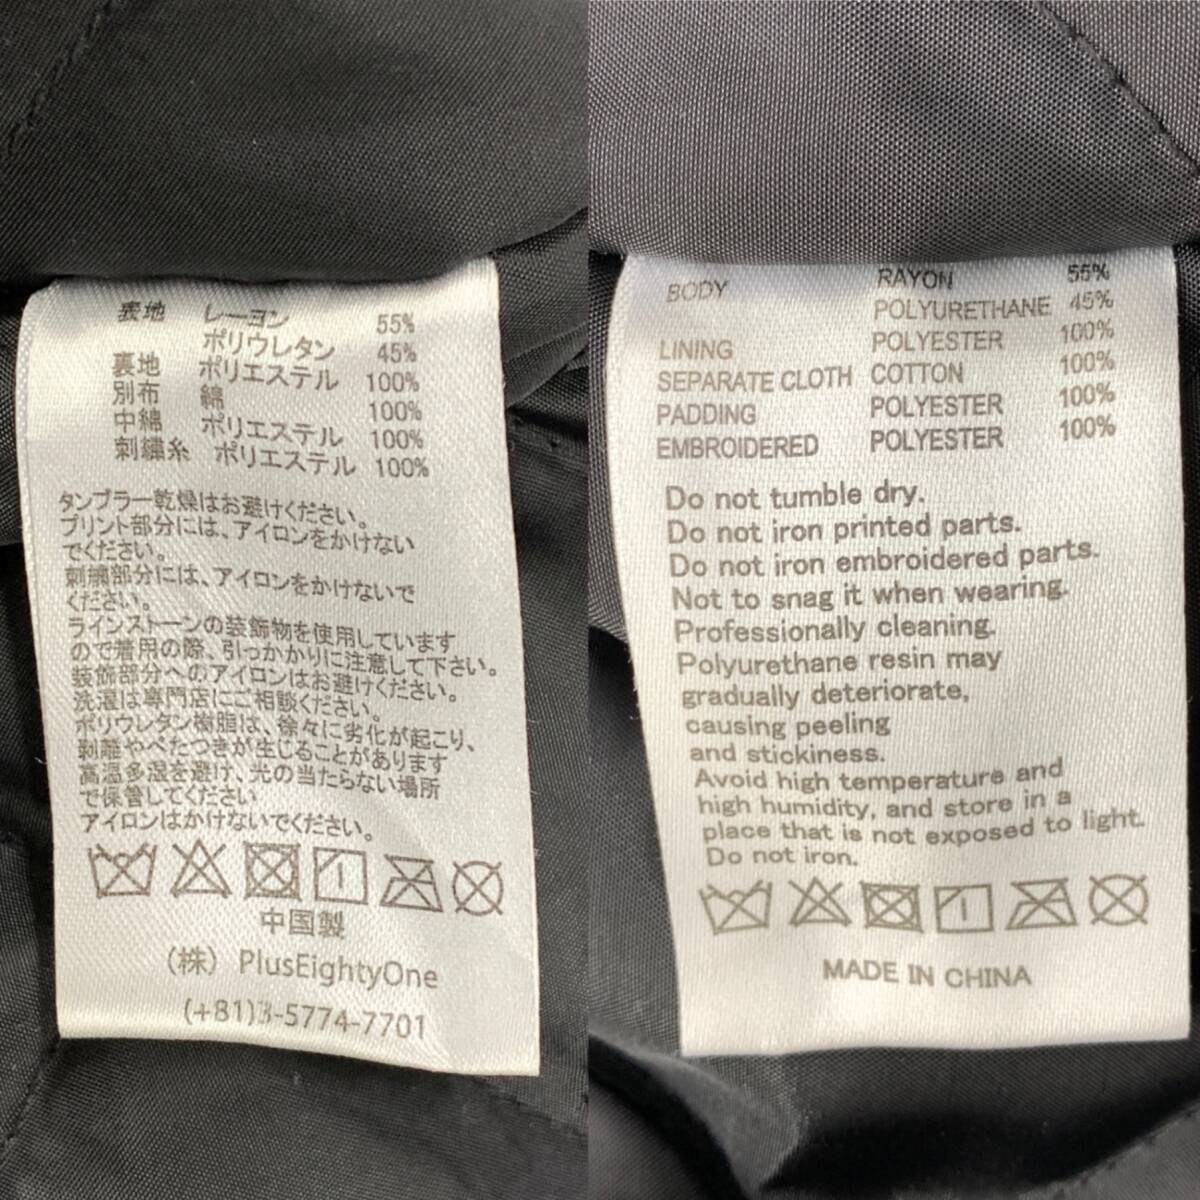 表地 レーヨン 55%
ポリウレタン 45%
裏地 ポリエステル 100%
別布 綿 100%
中綿 ポリエステル 100%
刺繍糸 ポリエステル 100%
タンブラー乾燥はお避けください。
プリント部分には、アイロンをかけない
でください。
刺繍部分には、アイロンをかけないで
ください。
ラインストーンの装飾物を使用しています
ので着用の際、引っかかりに注意して下さい。
装飾部分へのアイロンはお避けください。
洗濯は専門店にご相談ください。
ポリウレタン樹脂は、徐々に劣化が起こり、
剥離やべたつきが生じることがあります
高温多湿を避け、光の当たらない場所
で保管してください
アイロンはかけないでください。
中国製
(株) PlusEightyOne
(+81)3-5774-7701
BODY RAYON 55%
POLYURETHANE 45%
LINING POLYESTER 100%
SEPARATE CLOTH COTTON 100%
PADDING POLYESTER 100%
EMBROIDERED POLYESTER 100%
Do not tumble dry.
Do not iron printed parts.
Do not iron embroidered parts.
Not to snag it when wearing.
Professionally cleaning.
Polyurethane resin may
gradually deteriorate,
causing peeling
and stickiness.
Avoid high temperature and
high humidity, and store in a
place that is not exposed to light.
Do not iron.
MADE IN CHINA